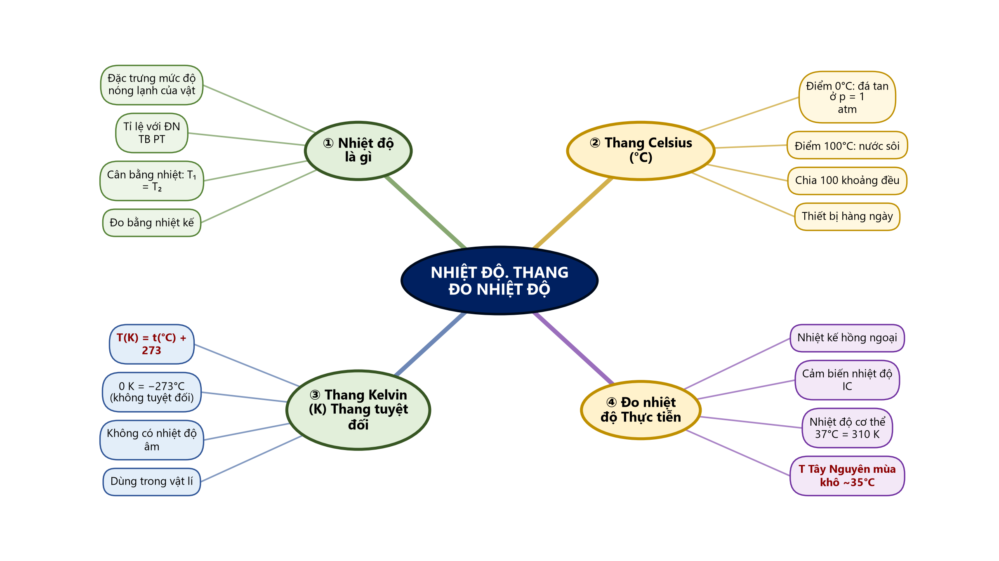 NHIỆT ĐỘ. THANG
ĐO NHIỆT ĐỘ
① Nhiệt độ
là gì
Đặc trưng mức độ
nóng lạnh của vật
Tỉ lệ với ĐN
TB PT
Cân bằng nhiệt: T₁
= T₂
Đo bằng nhiệt kế
② Thang Celsius
(°C)
Điểm 0°C: đá tan
ở p = 1
atm
Điểm 100°C: nước sôi
Chia 100 khoảng đều
Thiết bị hàng ngày
③ Thang Kelvin
(K) Thang tuyệt
đối
T(K) = t(°C) +
273
0 K = −273°C
(không tuyệt đối)
Không có nhiệt độ
âm
Dùng trong vật lí
④ Đo nhiệt
độ Thực tiễn
Nhiệt kế hồng ngoại
Cảm biến nhiệt độ
IC
Nhiệt độ cơ thể
37°C = 310 K
T Tây Nguyên mùa
khô ~35°C